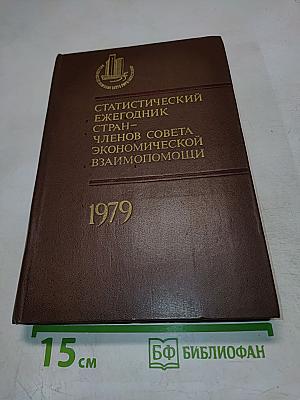 СТАТИСТИЧЕСКИЙ
ЕЖЕГОДНИК
СТРАН–
ЧЛЕНОВ СОВЕТА
ЭКОНОМИЧЕСКОЙ
ВЗАИМОПОМОЩИ
1979
15 см
БФ БИБЛИОФАН